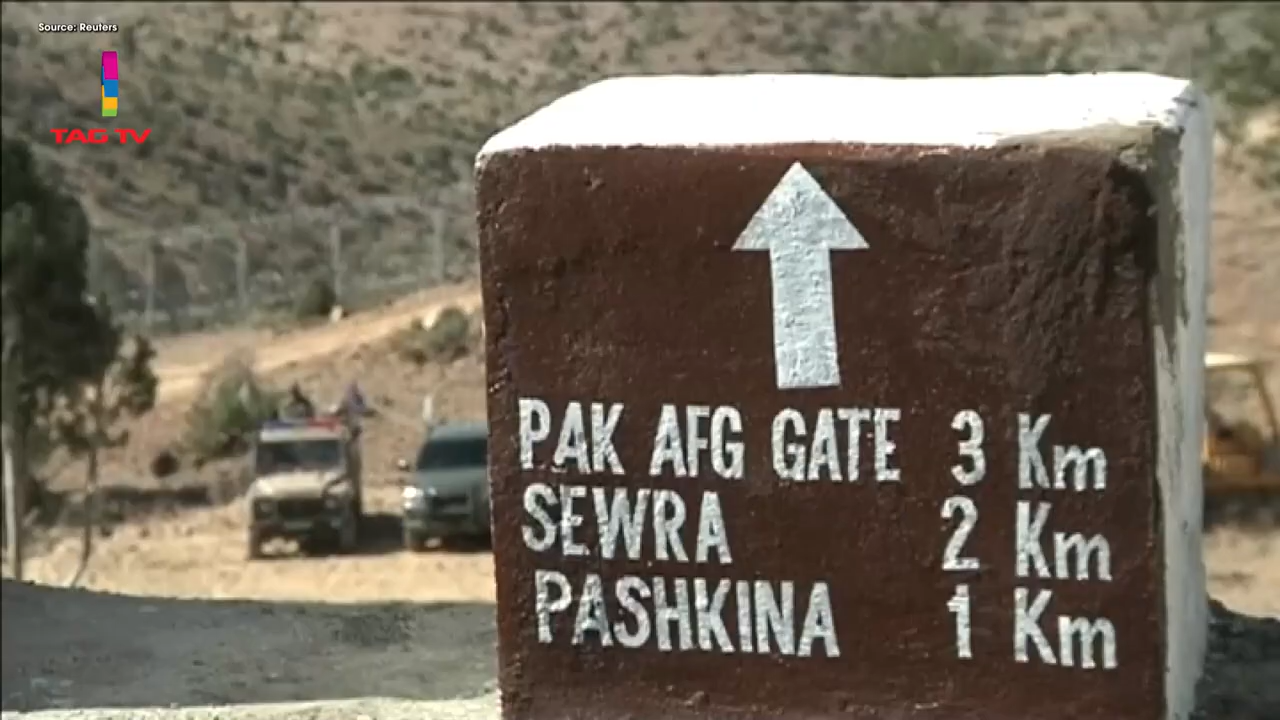 Source: Reuters
TAG TV
PAK AFG GATE 3 Km
SEWRA 2 Km
PASHKINA 1 Km